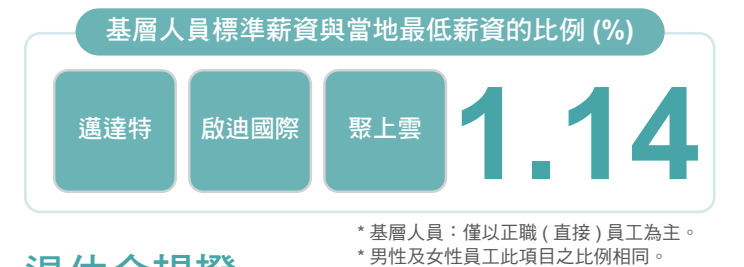 基層人員標準薪資與當地最低薪資的比例 (%)
邁達特 啟迪國際 聚上雲 1.14
* 基層人員：僅以正職 ( 直接 ) 員工為主。
* 男性及女性員工此項目之比例相同。